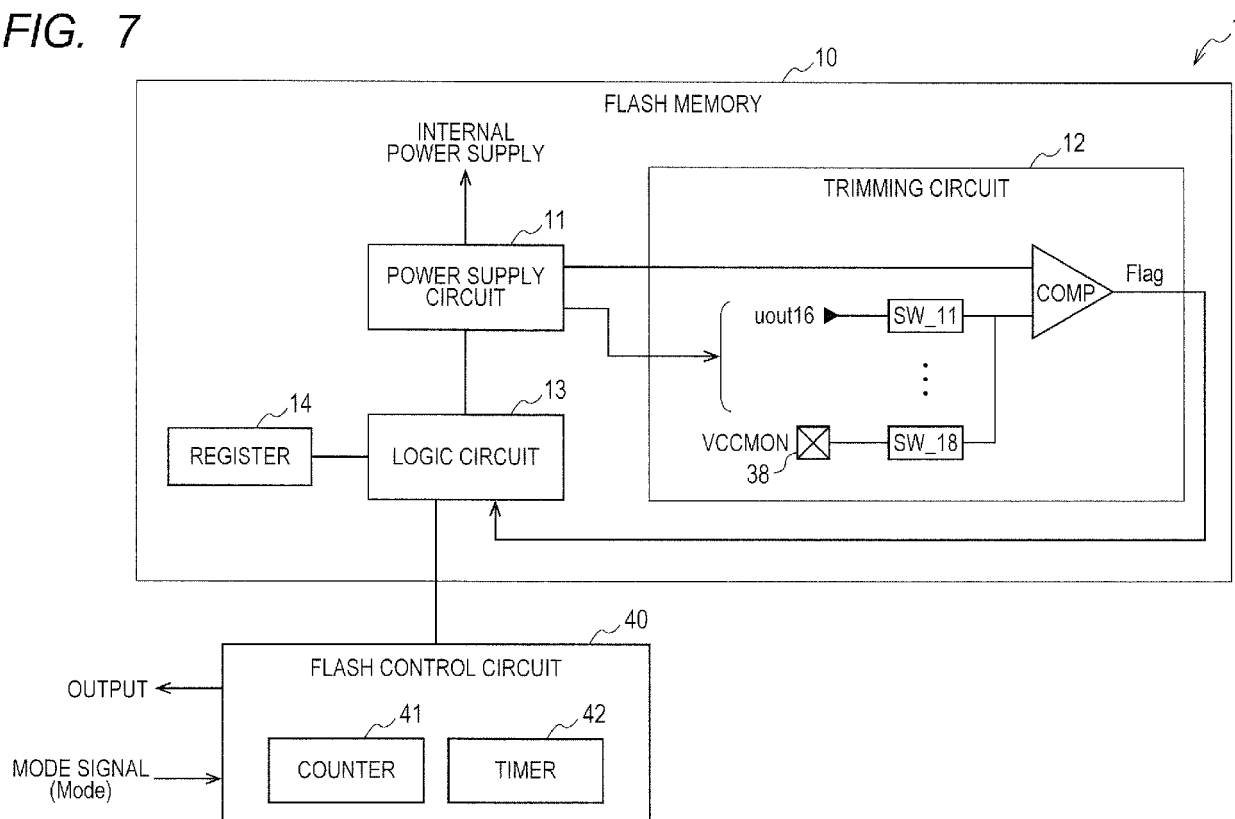 FIG. 7
10
FLASH MEMORY
INTERNAL
POWER SUPPLY
12
TRIMMING CIRCUIT
11
POWER SUPPLY
CIRCUIT
COMP
Flag
uout16
SW_11
13
14
REGISTER
LOGIC CIRCUIT
VCCMON
38
SW_18
40
FLASH CONTROL CIRCUIT
OUTPUT
41
42
COUNTER
TIMER
MODE SIGNAL
(Mode)